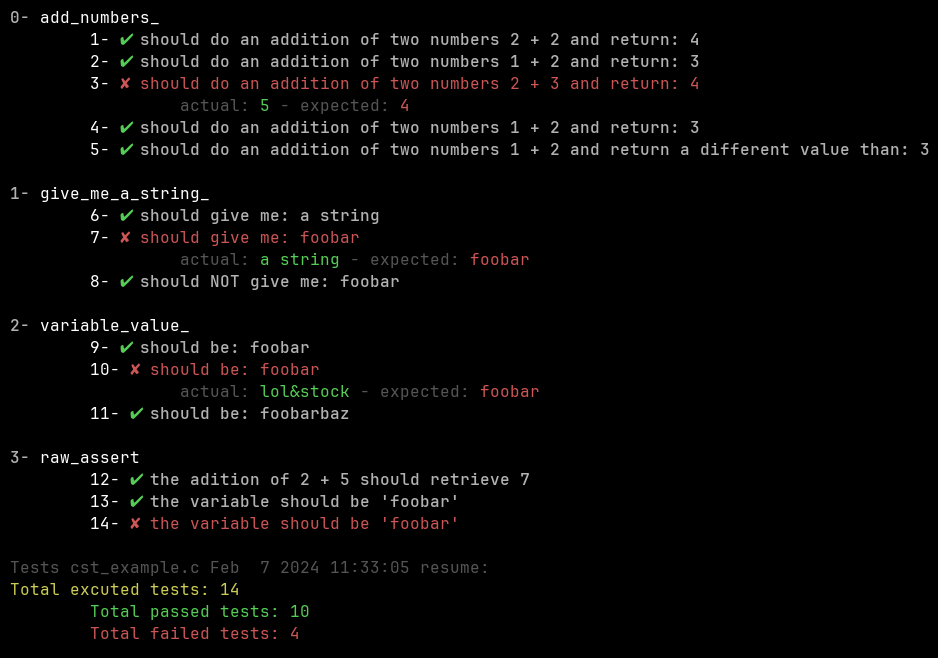 0- add_numbers_
1- ✔ should do an addition of two numbers 2 + 2 and return: 4
2- ✔ should do an addition of two numbers 1 + 2 and return: 3
3- ✘ should do an addition of two numbers 2 + 3 and return: 4
actual: 5 - expected: 4
4- ✔ should do an addition of two numbers 1 + 2 and return: 3
5- ✔ should do an addition of two numbers 1 + 2 and return a different value than: 3
1- give_me_a_string_
6- ✔ should give me: a string
7- ✘ should give me: foobar
actual: a string - expected: foobar
8- ✔ should NOT give me: foobar
2- variable_value_
9- ✔ should be: foobar
10- ✘ should be: foobar
actual: lol&stock - expected: foobar
11- ✔ should be: foobarbaz
3- raw_assert
12- ✔ the adition of 2 + 5 should retrieve 7
13- ✔ the variable should be 'foobar'
14- ✘ the variable should be 'foobar'
Tests cst_example.c Feb  7 2024 11:33:05 resume:
Total excuted tests: 14
Total passed tests: 10
Total failed tests: 4